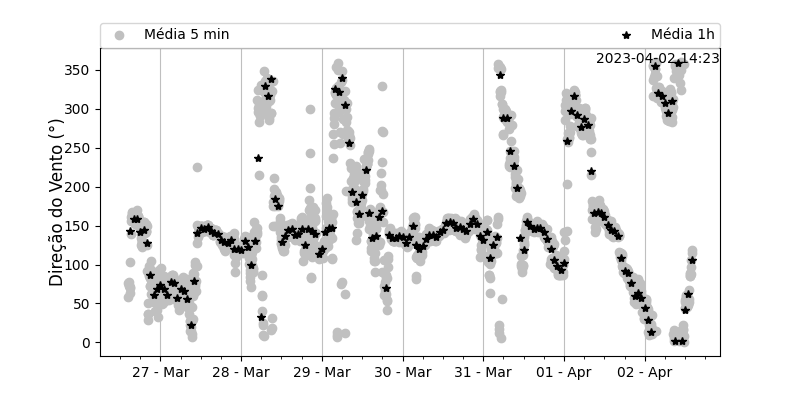 Média 5 min
Média 1h
2023-04-02 14:23
Direção do Vento (°)
350
300
250
200
150
100
50
0
27 - Mar
28 - Mar
29 - Mar
30 - Mar
31 - Mar
01 - Apr
02 - Apr